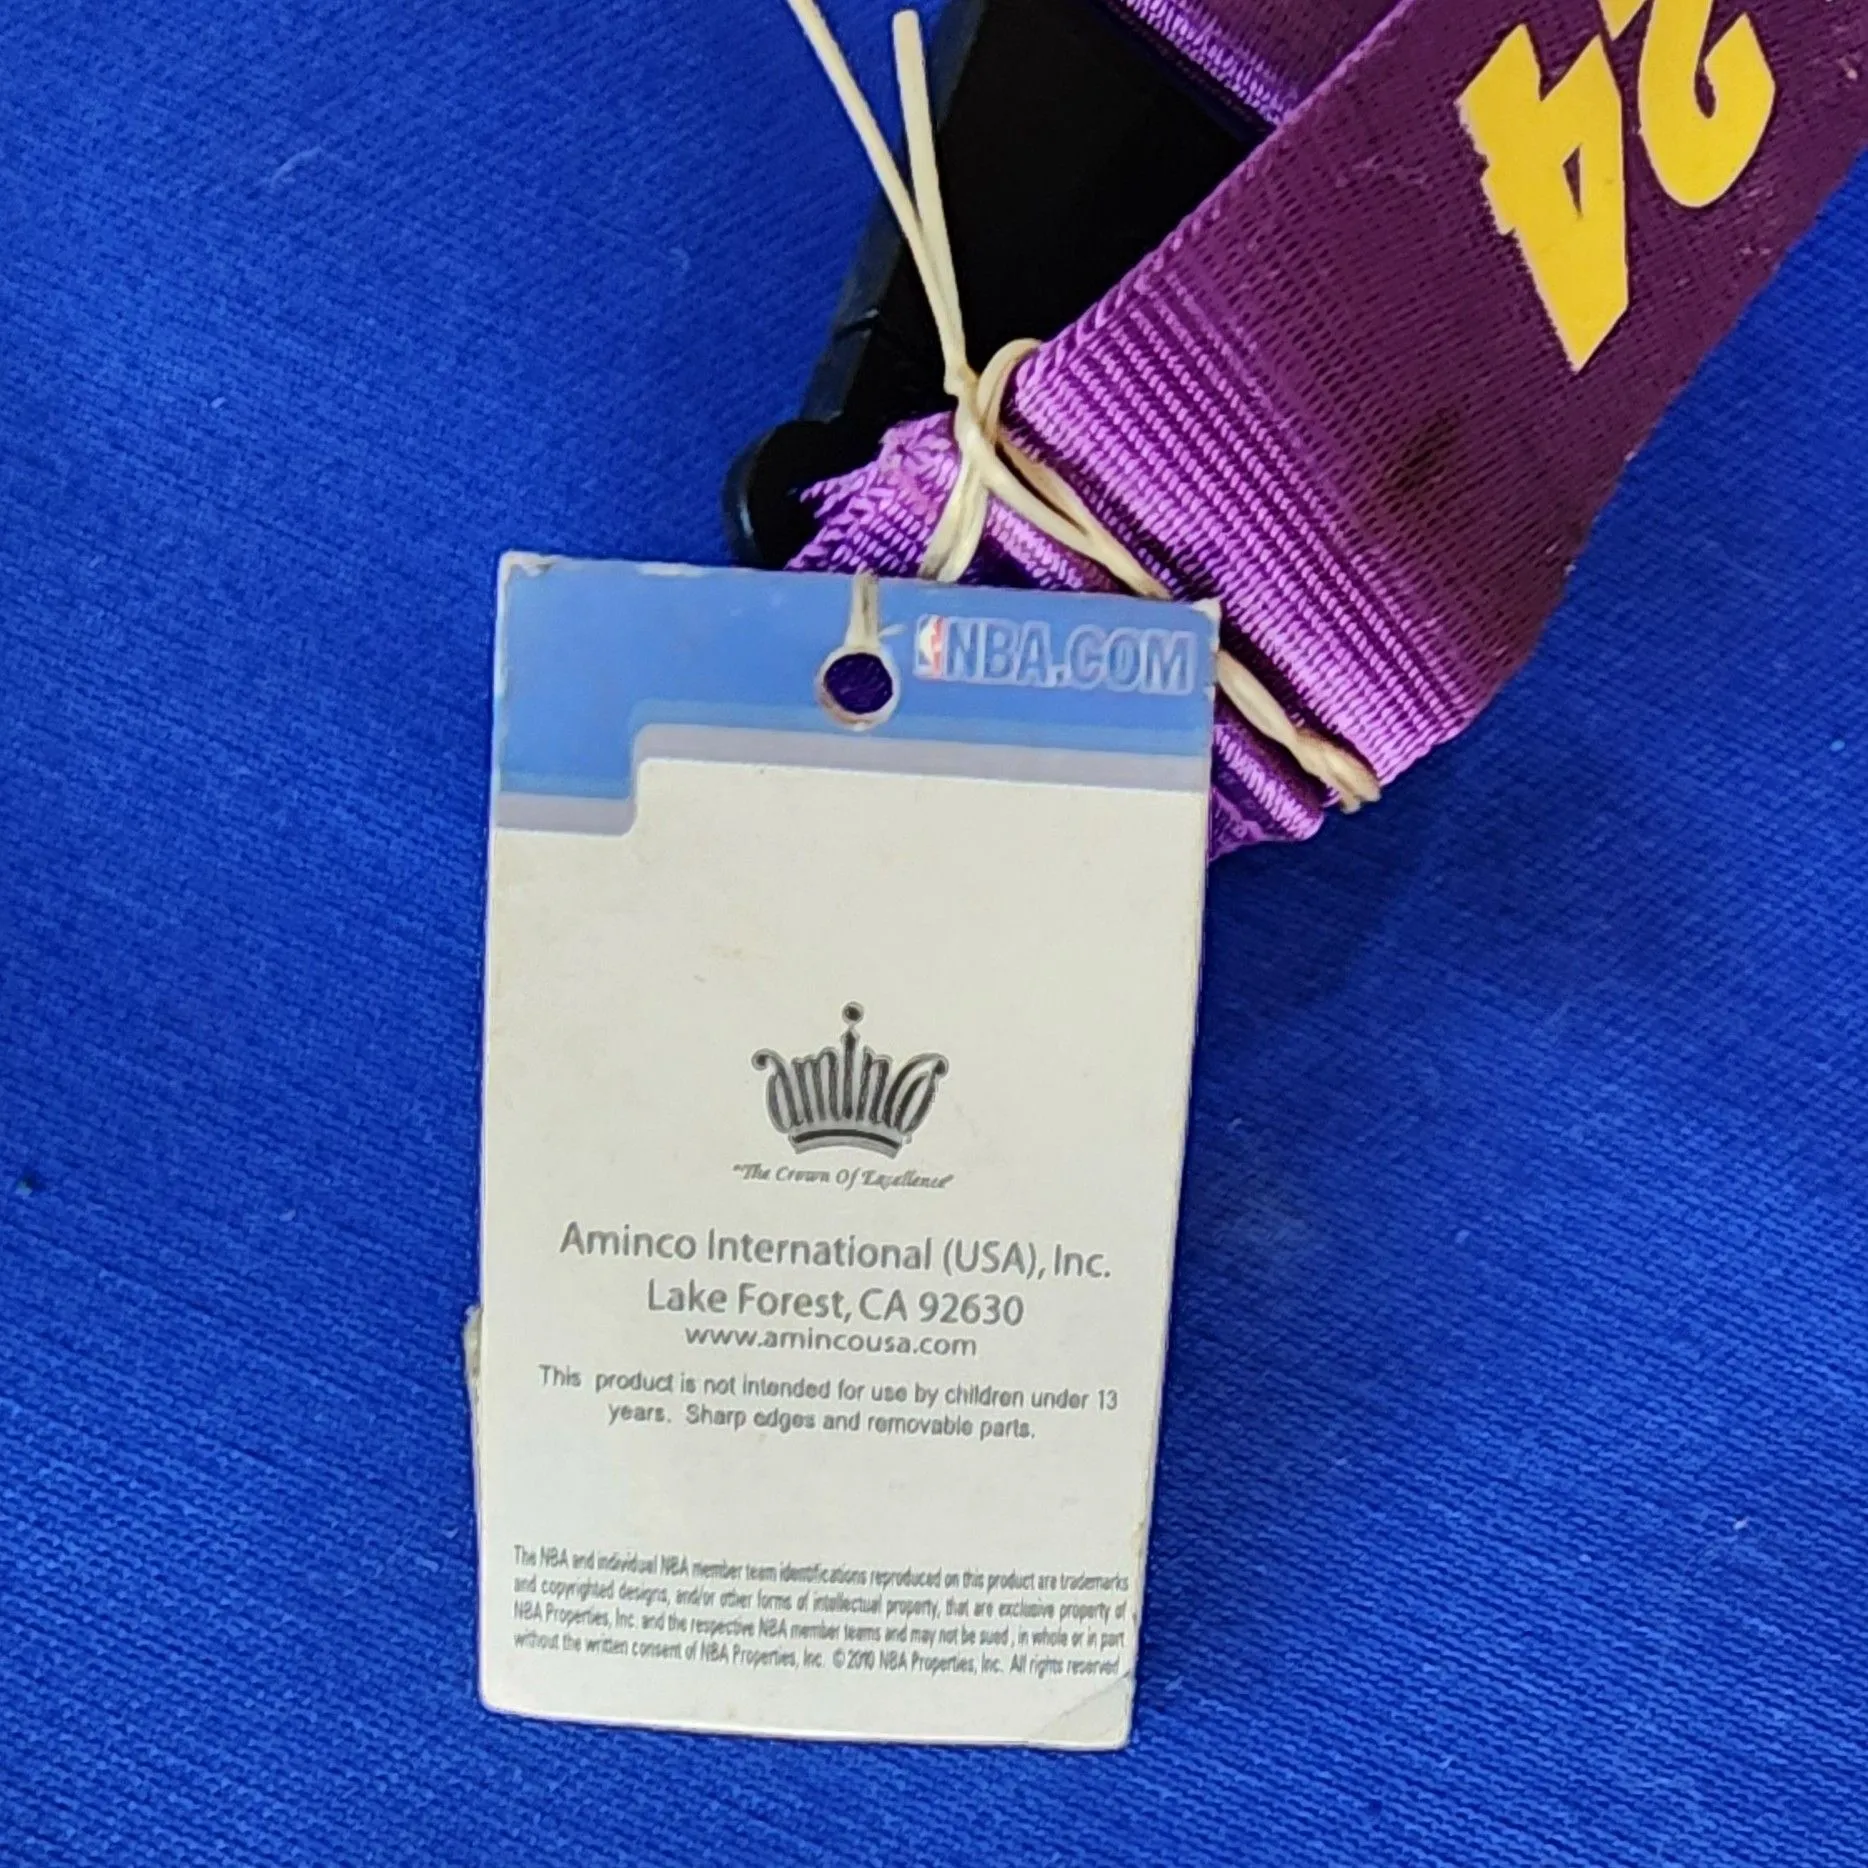 24
NBA.COM
aminco
"The Crown Of Excellence"
Aminco International (USA), Inc.
Lake Forest, CA 92630
www.amincousa.com
This product is not intended for use by children under 13
years. Sharp edges and removable parts.
The NBA and individual NBA member team identifications reproduced on this product are trademarks
and copyrighted designs, and/or other forms of intellectual property, that are exclusive property of
NBA Properties, Inc. and the respective NBA member teams and may not be sued, in whole or in part
without the written consent of NBA Properties, Inc. © 2010 NBA Properties, Inc. All rights reserved